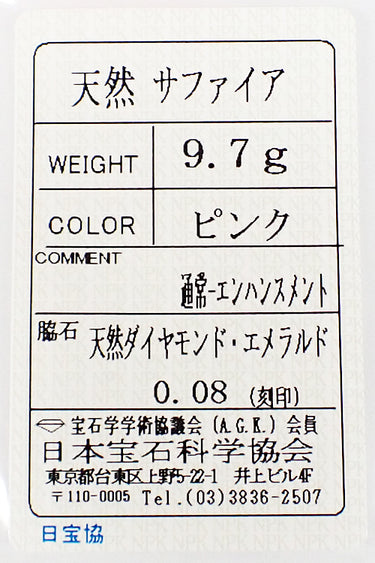 天然 サファイア
WEIGHT 9.7g
COLOR ピンク
COMMENT
通常-エンハンスメント
脇石 天然ダイヤモンド・エメラルド
0.08 (刻印)
宝石学学術協議会(A.G.K.)会員
日本宝石科学協会
東京都台東区上野5-22-1 井上ビル4F
〒110-0005 Tel.(03)3836-2507
日宝協